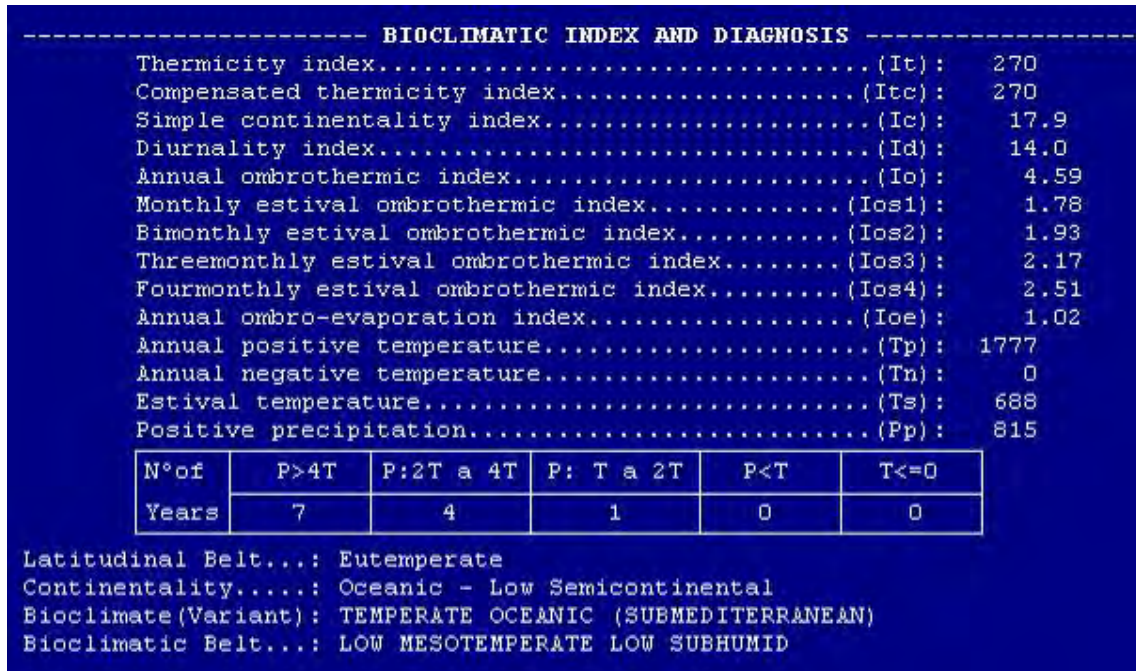 ------------------------ BIOCLIMATIC INDEX AND DIAGNOSIS ------------------
Thermicity index.................................(It): 270
Compensated thermicity index.....................(Itc): 270
Simple continentality index......................(Ic): 17.9
Diurnality index.................................(Id): 14.0
Annual ombrothermic index........................(Io): 4.59
Monthly estival ombrothermic index.............(Ios1): 1.78
Bimonthly estival ombrothermic index...........(Ios2): 1.93
Threemonthly estival ombrothermic index........(Ios3): 2.17
Fourmonthly estival ombrothermic index.........(Ios4): 2.51
Annual ombro-evaporation index..................(Ioe): 1.02
Annual positive temperature......................(Tp): 1777
Annual negative temperature......................(Tn): 0
Estival temperature..............................(Ts): 688
Positive precipitation...........................(Pp): 815
N°of P>4T P:2T a 4T P: T a 2T P<T T<=0
Years 7 4 1 0 0
Latitudinal Belt...: Eutemperate
Continentality.....: Oceanic - Low Semicontinental
Bioclimate(Variant): TEMPERATE OCEANIC (SUBMEDITERRANEAN)
Bioclimatic Belt...: LOW MESOTEMPERATE LOW SUBHUMID